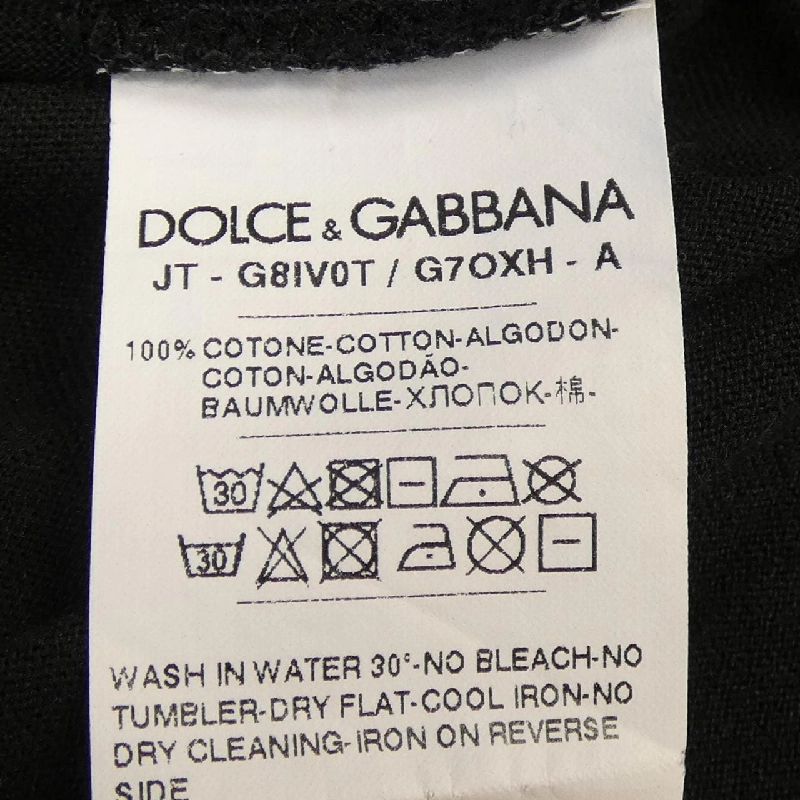 DOLCE & GABBANA
JT - G8IV0T / G7OXH - A
100% COTONE-COTTON-ALGODON-
COTON-ALGODÃO-
BAUMWOLLE-ХЛОПОК-棉-
30
30
WASH IN WATER 30°-NO BLEACH-NO
TUMBLER-DRY FLAT-COOL IRON-NO
DRY CLEANING-IRON ON REVERSE
SIDE